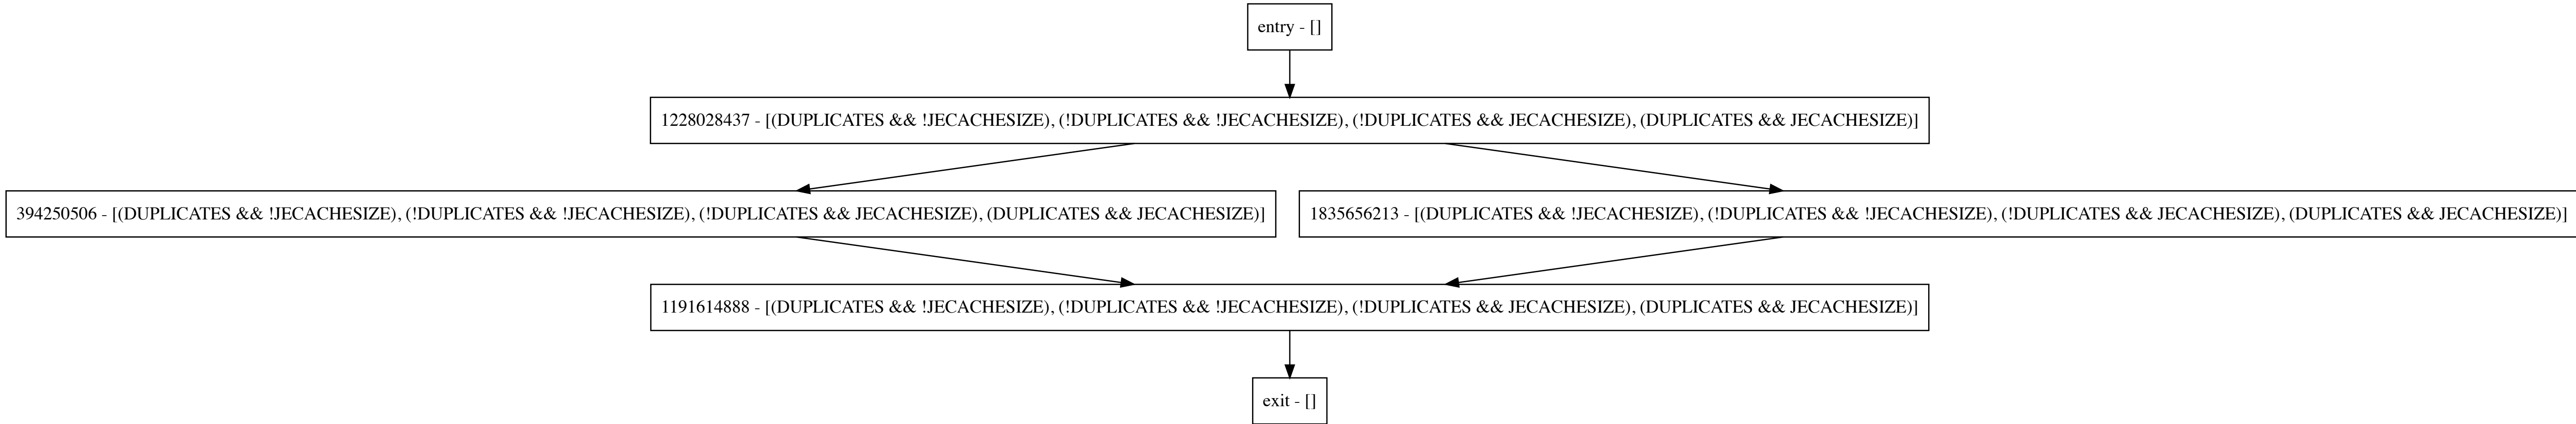 entry - []
1228028437 - [(DUPLICATES && !JECACHESIZE), (!DUPLICATES && !JECACHESIZE), (!DUPLICATES && JECACHESIZE), (DUPLICATES && JECACHESIZE)]
394250506 - [(DUPLICATES && !JECACHESIZE), (!DUPLICATES && !JECACHESIZE), (!DUPLICATES && JECACHESIZE), (DUPLICATES && JECACHESIZE)]
1835656213 - [(DUPLICATES && !JECACHESIZE), (!DUPLICATES && !JECACHESIZE), (!DUPLICATES && JECACHESIZE), (DUPLICATES && JECACHESIZE)]
1191614888 - [(DUPLICATES && !JECACHESIZE), (!DUPLICATES && !JECACHESIZE), (!DUPLICATES && JECACHESIZE), (DUPLICATES && JECACHESIZE)]
exit - []